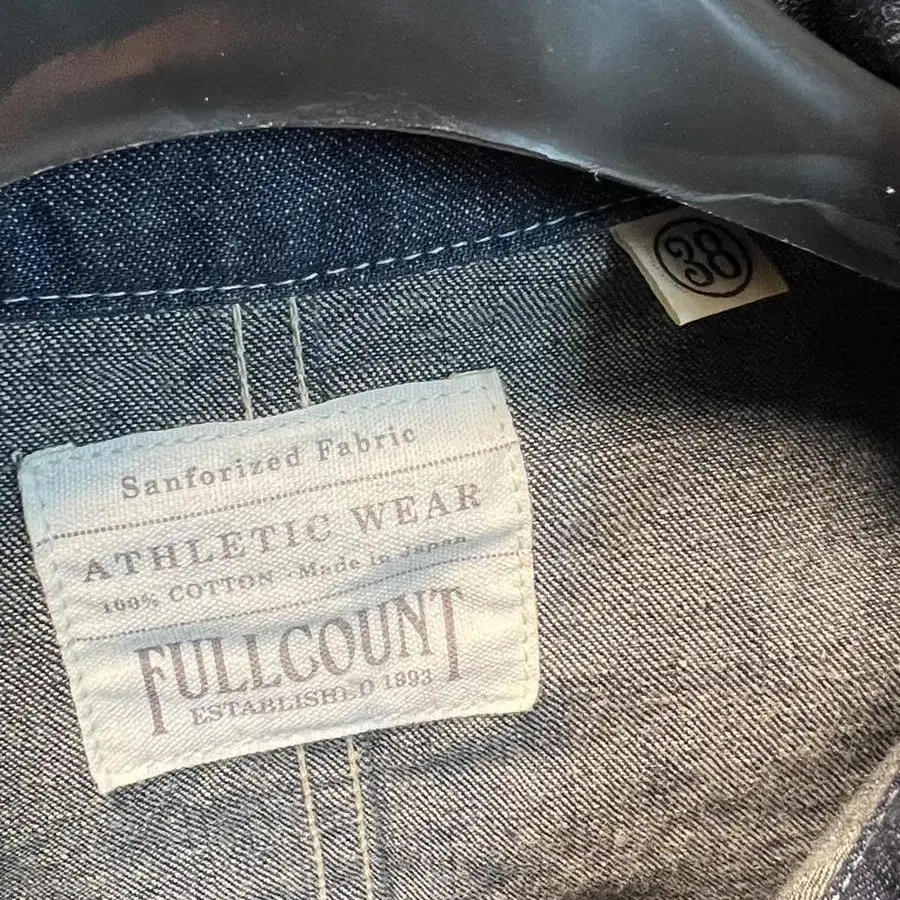 38
Sanforized Fabric
ATHLETIC WEAR
100% COTTON · Made in Japan
FULLCOUNT
ESTABLISHED 1993